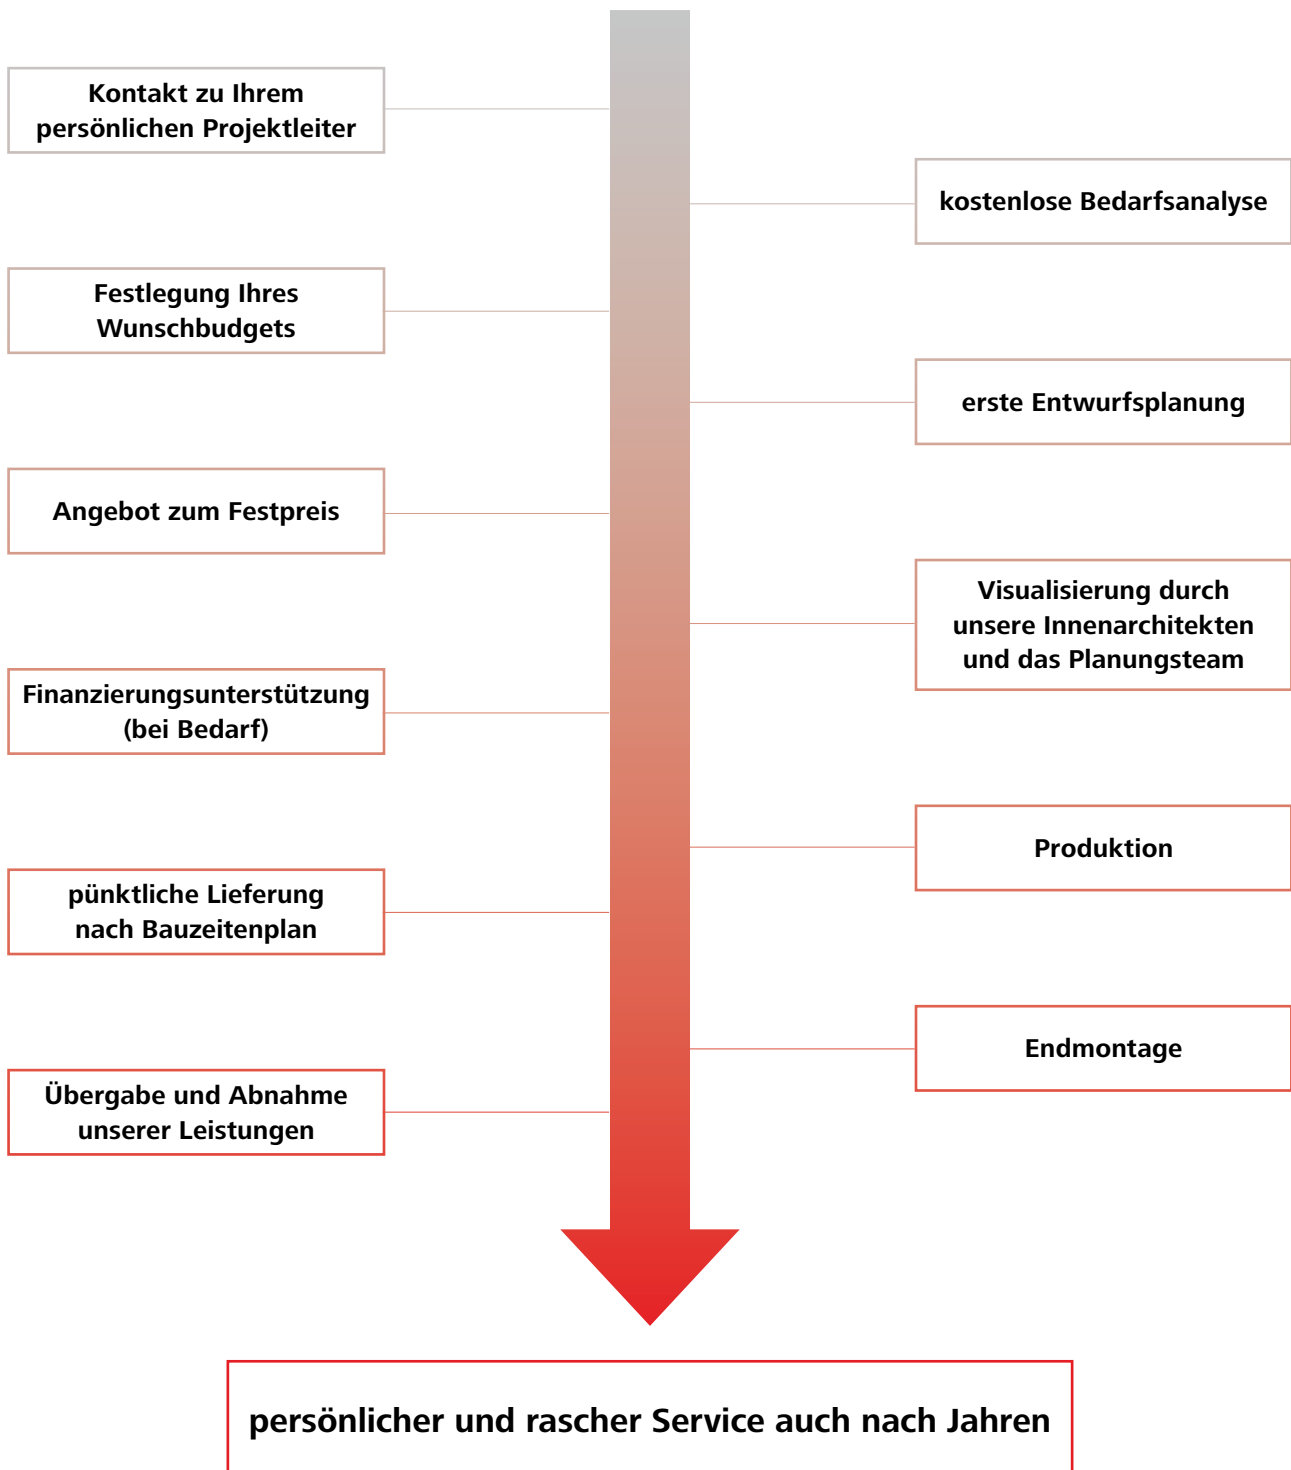 Kontakt zu Ihrem
persönlichen Projektleiter
kostenlose Bedarfsanalyse
Festlegung Ihres
Wunschbudgets
erste Entwurfsplanung
Angebot zum Festpreis
Visualisierung durch
unsere Innenarchitekten
und das Planungsteam
Finanzierungsunterstützung
(bei Bedarf)
Produktion
pünktliche Lieferung
nach Bauzeitenplan
Endmontage
Übergabe und Abnahme
unserer Leistungen
persönlicher und rascher Service auch nach Jahren